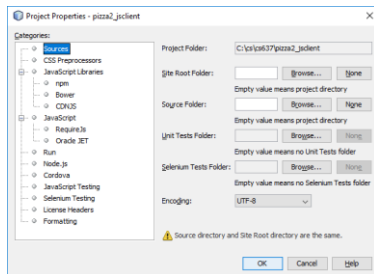 Project Properties - pizza2_jsclient
Categories:
Sources
CSS Preprocessors
JavaScript Libraries
npm
Bower
CDNJS
JavaScript
RequireJs
Oracle JET
Run
Node.js
Cordova
JavaScript Testing
Selenium Testing
License Headers
Formatting
Project Folder: C:\cs\cs637\pizza2_jsclient
Site Root Folder: Browse... None
Empty value means project directory
Source Folder: Browse... None
Empty value means project directory
Unit Tests Folder: Browse... None
Empty value means no Unit Tests folder
Selenium Tests Folder: Browse... None
Empty value means no Selenium Tests folder
Encoding: UTF-8
Source directory and Site Root directory are the same.
OK Cancel Help